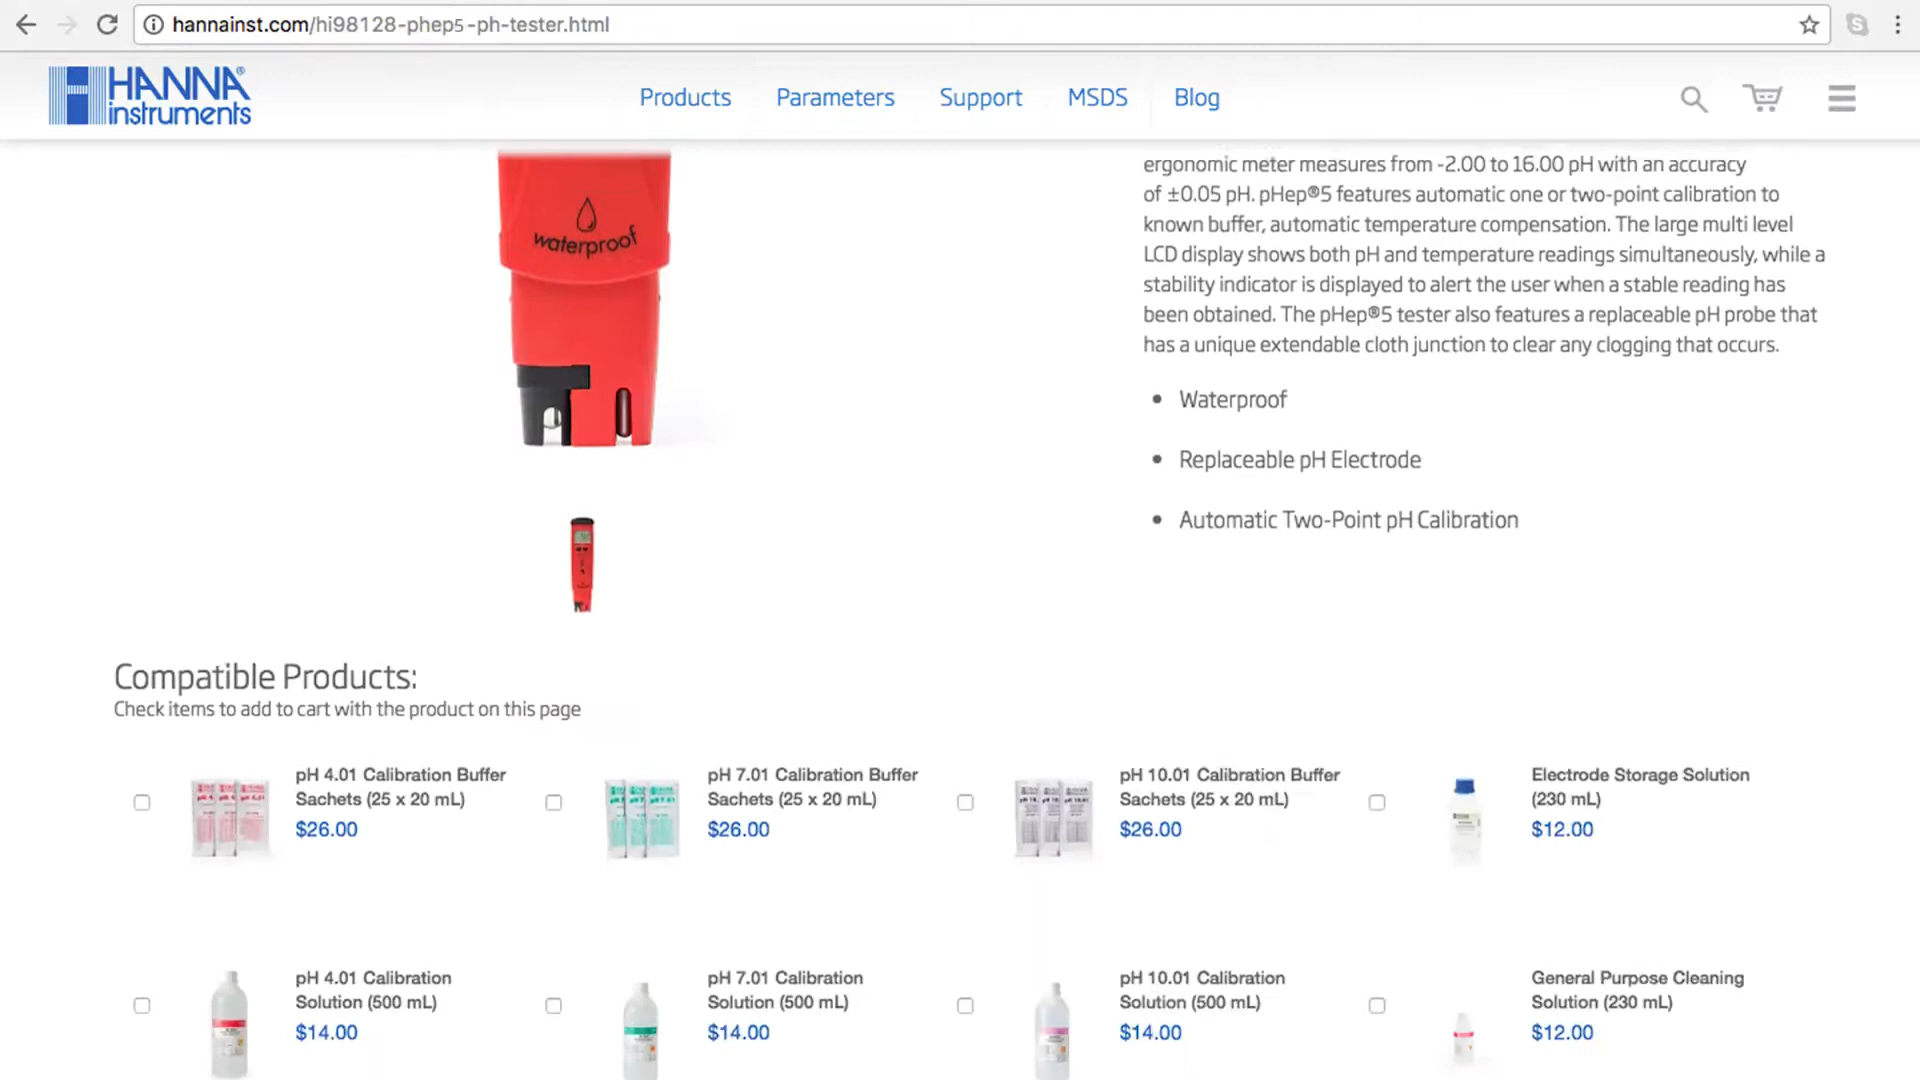 hannainst.com/hi98128-phep5-ph-tester.html
HANNA®
instruments
Products
Parameters
Support
MSDS
Blog
waterproof
ergonomic meter measures from -2.00 to 16.00 pH with an accuracy
of ±0.05 pH. pHep®5 features automatic one or two-point calibration to
known buffer, automatic temperature compensation. The large multi level
LCD display shows both pH and temperature readings simultaneously, while a
stability indicator is displayed to alert the user when a stable reading has
been obtained. The pHep®5 tester also features a replaceable pH probe that
has a unique extendable cloth junction to clear any clogging that occurs.
• Waterproof
• Replaceable pH Electrode
• Automatic Two-Point pH Calibration
Compatible Products:
Check items to add to cart with the product on this page
pH 4.01 Calibration Buffer
Sachets (25 x 20 mL)
$26.00
pH 7.01 Calibration Buffer
Sachets (25 x 20 mL)
$26.00
pH 10.01 Calibration Buffer
Sachets (25 x 20 mL)
$26.00
Electrode Storage Solution
(230 mL)
$12.00
pH 4.01 Calibration
Solution (500 mL)
$14.00
pH 7.01 Calibration
Solution (500 mL)
$14.00
pH 10.01 Calibration
Solution (500 mL)
$14.00
General Purpose Cleaning
Solution (230 mL)
$12.00